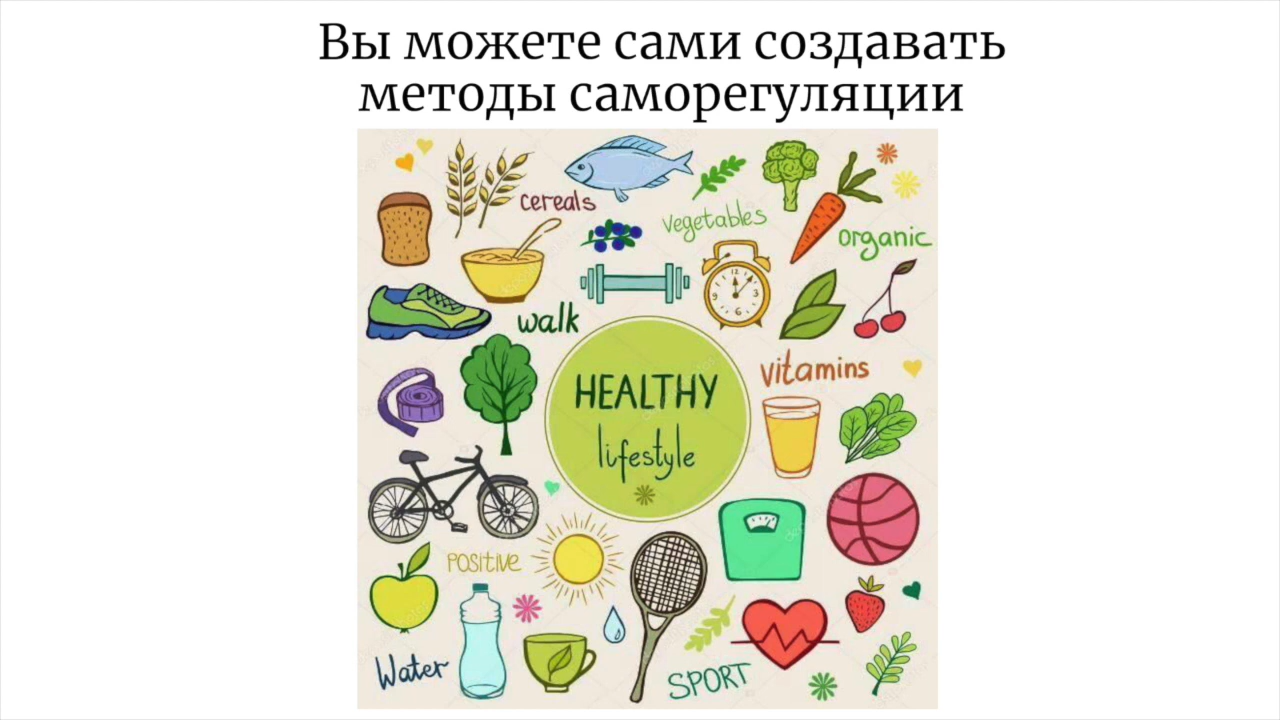 Вы можете сами создавать
методы саморегуляции
cereals
vegetables
organic
walk
HEALTHY
lifestyle
vitamins
POSITIVE
Water
SPORT